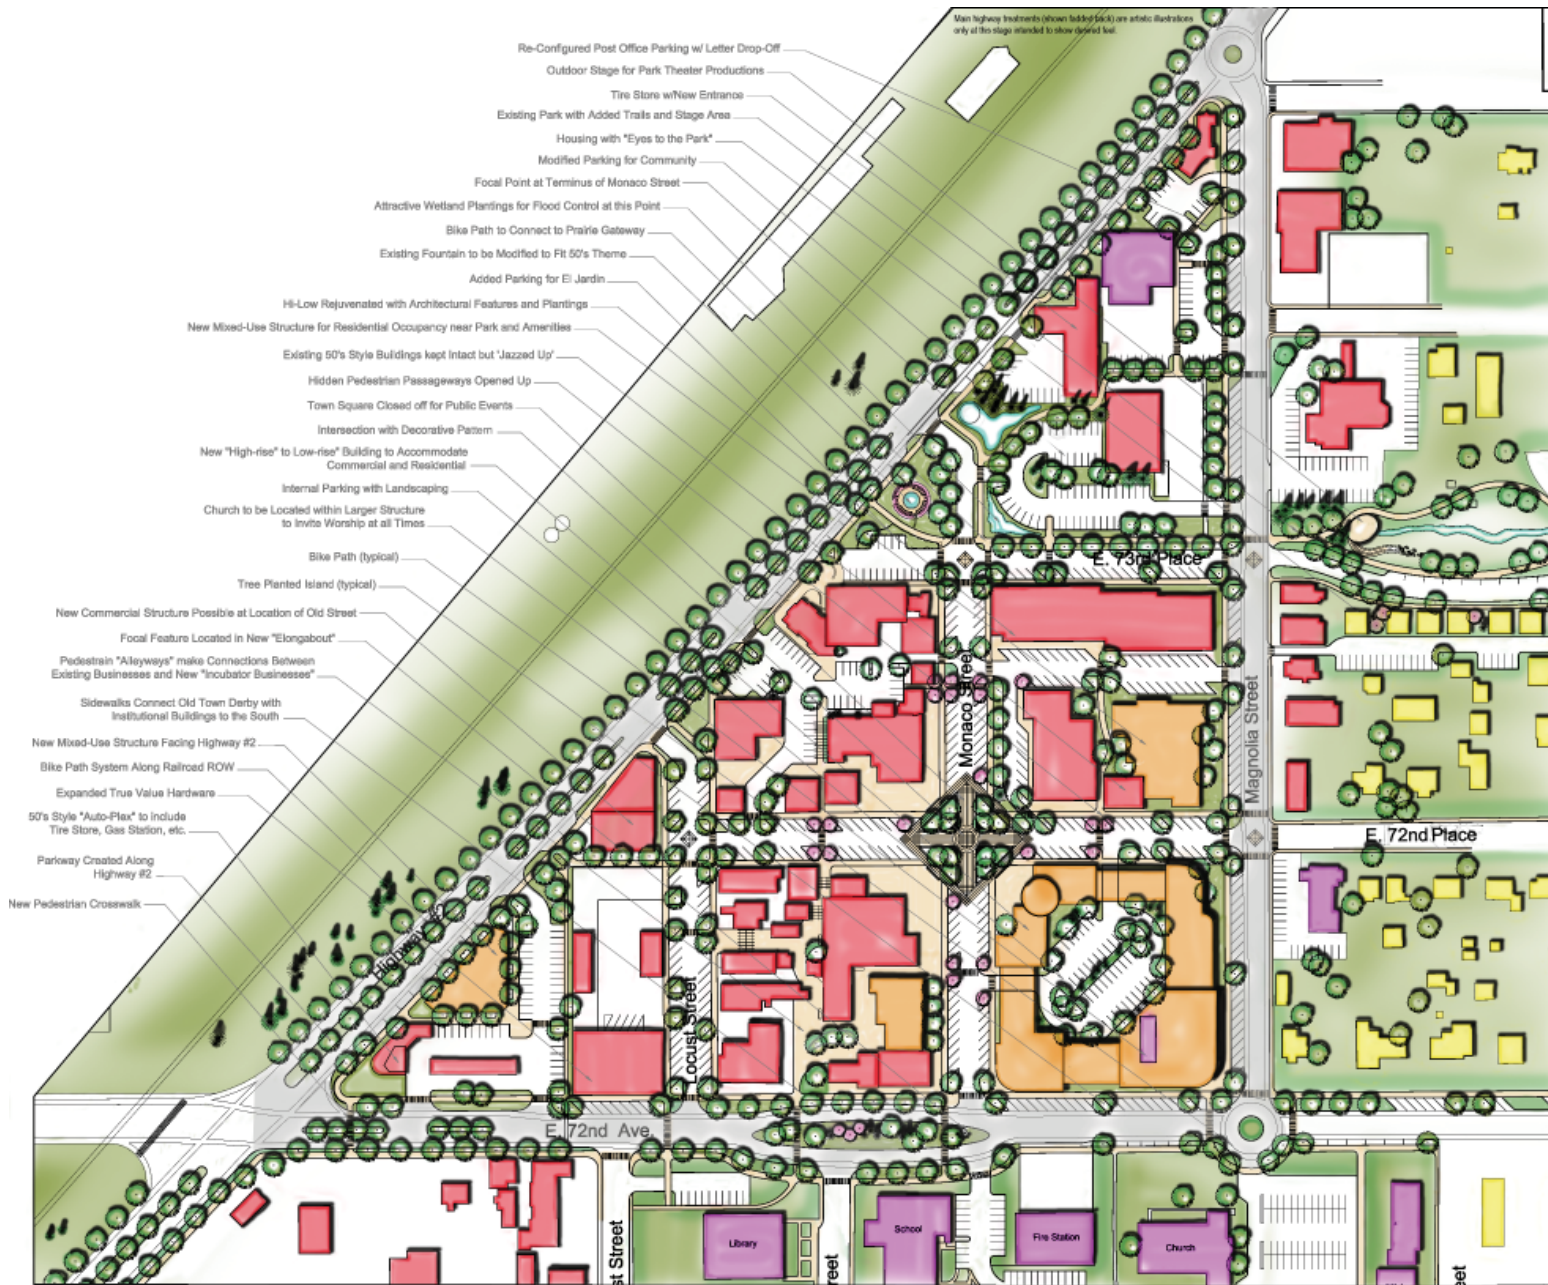 Main highway treatments (shown faded back) are artistic illustrations
only at this stage intended to show desired feel.
Re-Configured Post Office Parking w/ Letter Drop-Off
Outdoor Stage for Park Theater Productions
Tire Store w/New Entrance
Existing Park with Added Trails and Stage Area
Housing with "Eyes to the Park"
Modified Parking for Community
Focal Point at Terminus of Monaco Street
Attractive Wetland Plantings for Flood Control at this Point
Bike Path to Connect to Prairie Gateway
Existing Fountain to be Modified to Fit 50's Theme
Added Parking for El Jardin
Hi-Low Rejuvenated with Architectural Features and Plantings
New Mixed-Use Structure for Residential Occupancy near Park and Amenities
Existing 50's Style Buildings kept Intact but 'Jazzed Up'
Hidden Pedestrian Passageways Opened Up
Town Square Closed off for Public Events
Intersection with Decorative Pattern
New "High-rise" to Low-rise" Building to Accommodate
Commercial and Residential
Internal Parking with Landscaping
Church to be Located within Larger Structure
to Invite Worship at all Times
Bike Path (typical)
Tree Planted Island (typical)
New Commercial Structure Possible at Location of Old Street
Focal Feature Located in New "Elongabout"
Pedestrain "Alleyways" make Connections Between
Existing Businesses and New "Incubator Businesses"
Sidewalks Connect Old Town Derby with
Institutional Buildings to the South
New Mixed-Use Structure Facing Highway #2
Bike Path System Along Railroad ROW
Expanded True Value Hardware
50's Style "Auto-Plex" to include
Tire Store, Gas Station, etc.
Parkway Created Along
Highway #2
New Pedestrian Crosswalk
E. 73rd Place
Monaco Street
Magnolia Street
E. 72nd Place
Highway
Locust Street
E. 72nd Ave.
Library
School
Fire Station
Church
st Street
reet
eet